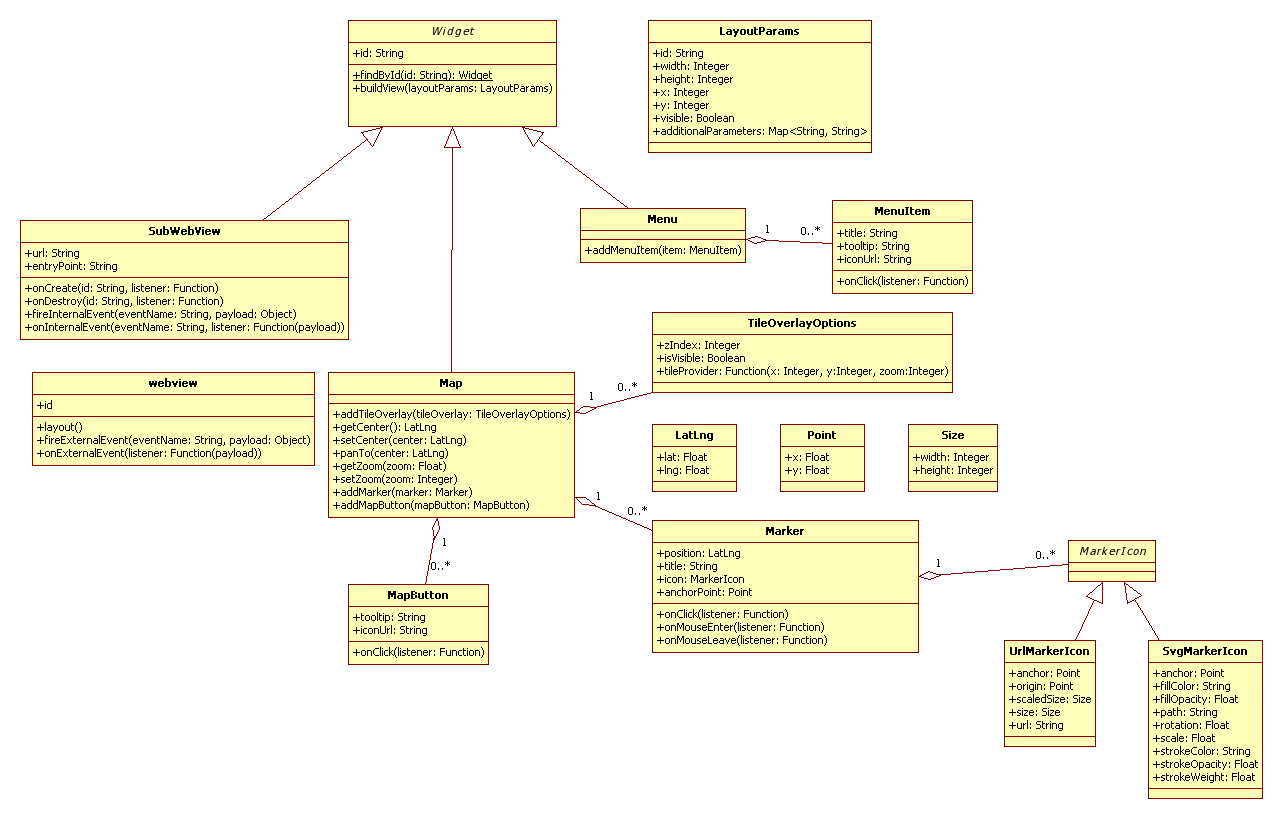 Widget
+id: String
+findById(id: String): Widget
+buildView(layoutParams: LayoutParams)
LayoutParams
+id: String
+width: Integer
+height: Integer
+x: Integer
+y: Integer
+visible: Boolean
+additionalParameters: Map<String, String>
SubWebView
+url: String
+entryPoint: String
+onCreate(id: String, listener: Function)
+onDestroy(id: String, listener: Function)
+fireInternalEvent(eventName: String, payload: Object)
+onInternalEvent(eventName: String, listener: Function(payload))
Menu
+addMenuItem(item: MenuItem)
1
0..*
MenuItem
+title: String
+tooltip: String
+iconUrl: String
+onClick(listener: Function)
TileOverlayOptions
+zIndex: Integer
+isVisible: Boolean
+tileProvider: Function(x: Integer, y:Integer, zoom:Integer)
webview
+id
+layout()
+fireExternalEvent(eventName: String, payload: Object)
+onExternalEvent(listener: Function(payload))
Map
+addTileOverlay(tileOverlay: TileOverlayOptions)
+getCenter(): LatLng
+setCenter(center: LatLng)
+panTo(center: LatLng)
+getZoom(zoom: Float)
+setZoom(zoom: Integer)
+addMarker(marker: Marker)
+addMapButton(mapButton: MapButton)
1
0..*
LatLng
+lat: Float
+lng: Float
Point
+x: Float
+y: Float
Size
+width: Integer
+height: Integer
1
0..*
Marker
+position: LatLng
+title: String
+icon: MarkerIcon
+anchorPoint: Point
+onClick(listener: Function)
+onMouseEnter(listener: Function)
+onMouseLeave(listener: Function)
1
0..*
MarkerIcon
1
0..*
MapButton
+tooltip: String
+iconUrl: String
+onClick(listener: Function)
UrlMarkerIcon
+anchor: Point
+origin: Point
+scaledSize: Size
+size: Size
+url: String
SvgMarkerIcon
+anchor: Point
+fillColor: String
+fillOpacity: Float
+path: String
+rotation: Float
+scale: Float
+strokeColor: String
+strokeOpacity: Float
+strokeWeight: Float